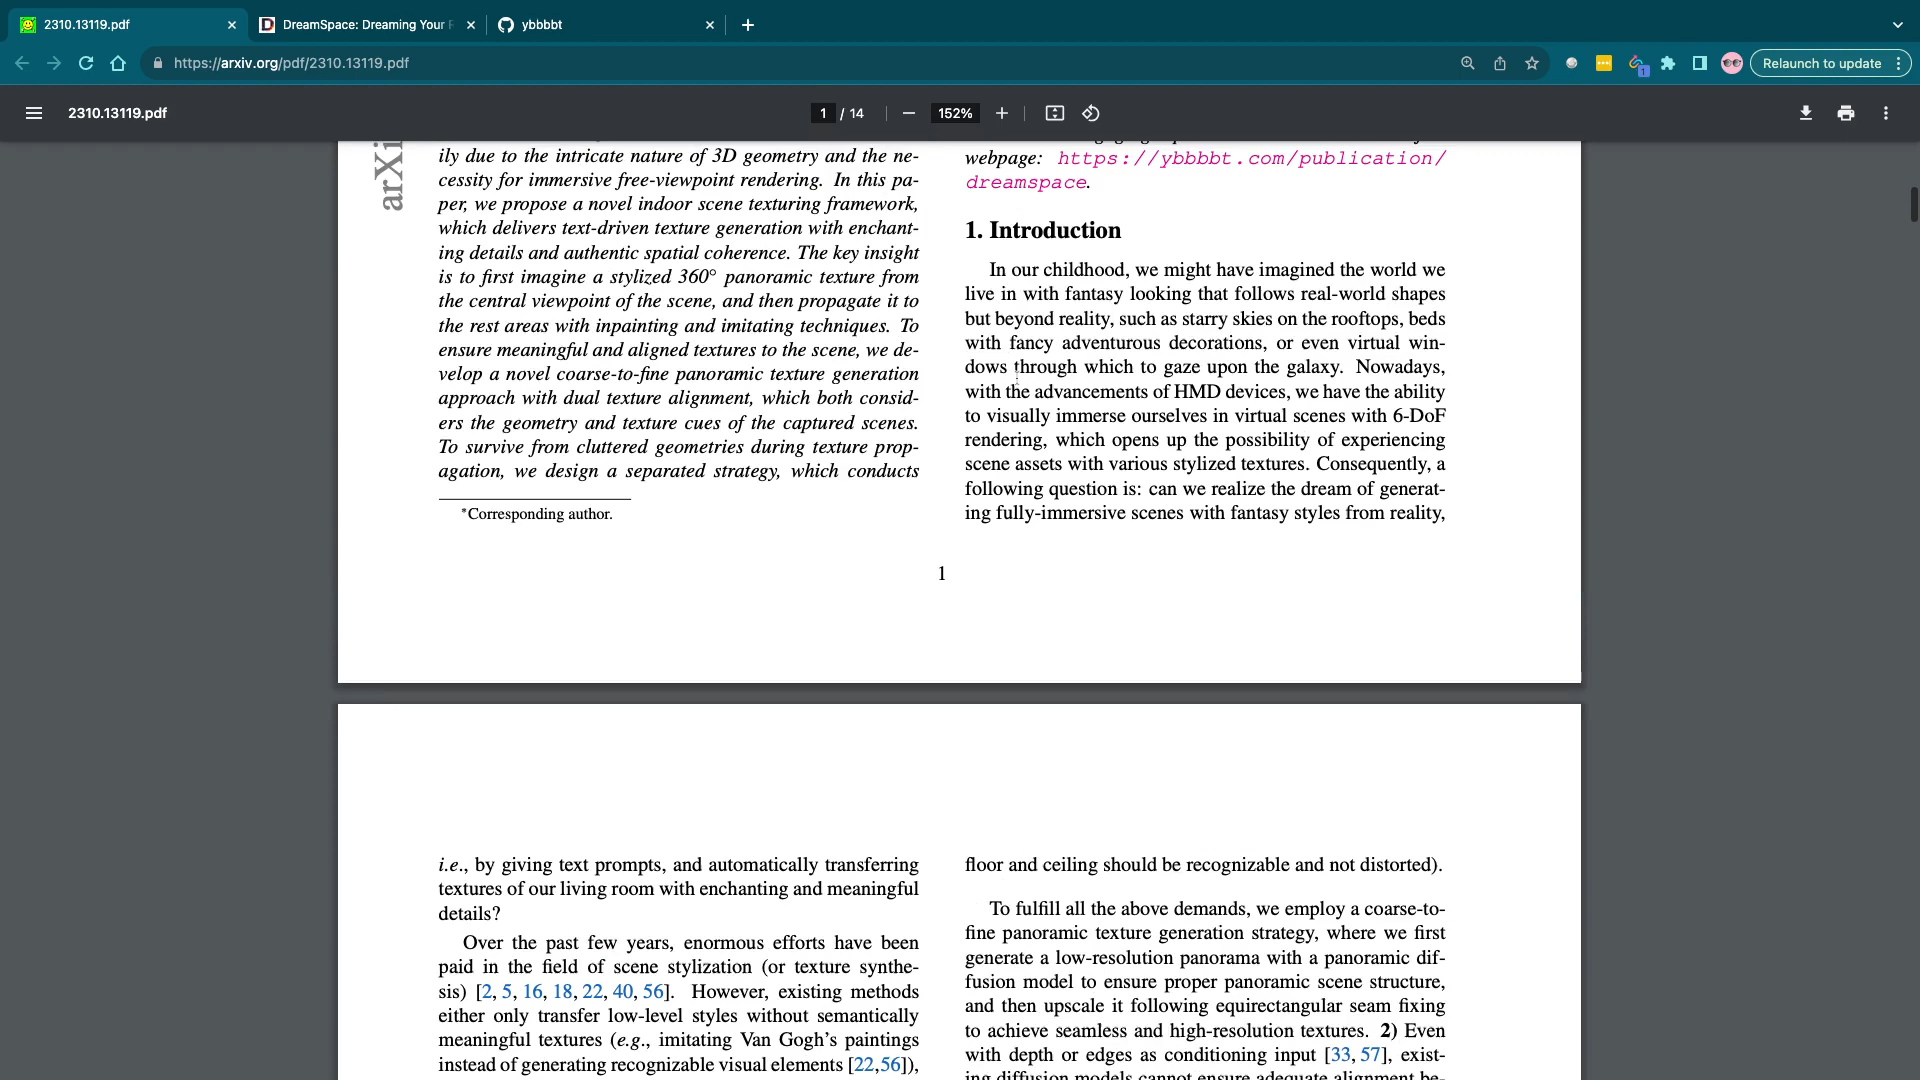 2310.13119.pdf
DreamSpace: Dreaming Your
ybbbbt
https://arxiv.org/pdf/2310.13119.pdf
1
Relaunch to update
2310.13119.pdf
1 / 14
152%
arXi
ily due to the intricate nature of 3D geometry and the ne-
cessity for immersive free-viewpoint rendering. In this pa-
per, we propose a novel indoor scene texturing framework,
which delivers text-driven texture generation with enchant-
ing details and authentic spatial coherence. The key insight
is to first imagine a stylized 360° panoramic texture from
the central viewpoint of the scene, and then propagate it to
the rest areas with inpainting and imitating techniques. To
ensure meaningful and aligned textures to the scene, we de-
velop a novel coarse-to-fine panoramic texture generation
approach with dual texture alignment, which both consid-
ers the geometry and texture cues of the captured scenes.
To survive from cluttered geometries during texture prop-
agation, we design a separated strategy, which conducts
*Corresponding author.
webpage: https://ybbbbt.com/publication/
dreamspace.
1. Introduction
In our childhood, we might have imagined the world we
live in with fantasy looking that follows real-world shapes
but beyond reality, such as starry skies on the rooftops, beds
with fancy adventurous decorations, or even virtual win-
dows through which to gaze upon the galaxy. Nowadays,
with the advancements of HMD devices, we have the ability
to visually immerse ourselves in virtual scenes with 6-DoF
rendering, which opens up the possibility of experiencing
scene assets with various stylized textures. Consequently, a
following question is: can we realize the dream of generat-
ing fully-immersive scenes with fantasy styles from reality,
1
i.e., by giving text prompts, and automatically transferring
textures of our living room with enchanting and meaningful
details?
Over the past few years, enormous efforts have been
paid in the field of scene stylization (or texture synthe-
sis) [2, 5, 16, 18, 22, 40, 56]. However, existing methods
either only transfer low-level styles without semantically
meaningful textures (e.g., imitating Van Gogh's paintings
instead of generating recognizable visual elements [22,56]),
floor and ceiling should be recognizable and not distorted).
To fulfill all the above demands, we employ a coarse-to-
fine panoramic texture generation strategy, where we first
generate a low-resolution panorama with a panoramic dif-
fusion model to ensure proper panoramic scene structure,
and then upscale it following equirectangular seam fixing
to achieve seamless and high-resolution textures. 2) Even
with depth or edges as conditioning input [33, 57], exist-
ing diffusion models cannot ensure adequate alignment be-